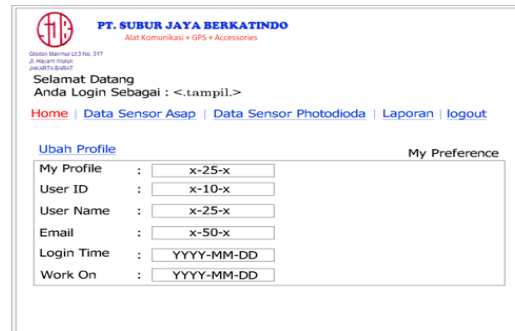 PT. SUBUR JAYA BERKATINDO
Alat Komunikasi + GPS + Accessories
Glodok Makmur Lt.3 No. 317
Jl. Hayam Wuruk
JAKARTA BARAT
Selamat Datang
Anda Login Sebagai : <.tampil.>
Home | Data Sensor Asap | Data Sensor Photodioda | Laporan | logout
Ubah Profile
My Preference
My Profile : x-25-x
User ID : x-10-x
User Name : x-25-x
Email : x-50-x
Login Time : YYYY-MM-DD
Work On : YYYY-MM-DD